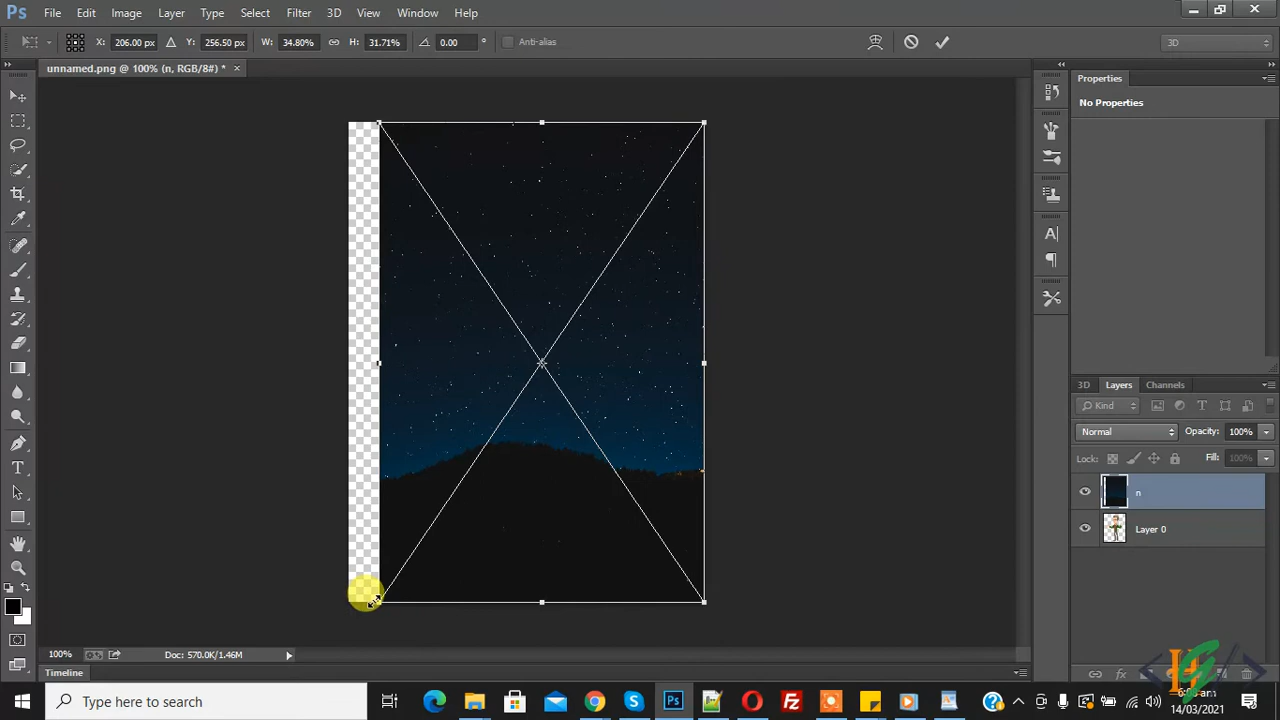 Ps File Edit Image Layer Type Select Filter 3D View Window Help
X: 206.00 px Y: 256.50 px W: 34.80% H: 31.71% 0.00 ° Anti-alias 3D
unnamed.png @ 100% (n, RGB/8#) * ×
Properties
No Properties
3D Layers Channels
Kind
Normal Opacity: 100%
Lock: Fill: 100%
n
Layer 0
100% Doc: 570.0K/1.46M
Timeline
Type here to search
14/03/2021